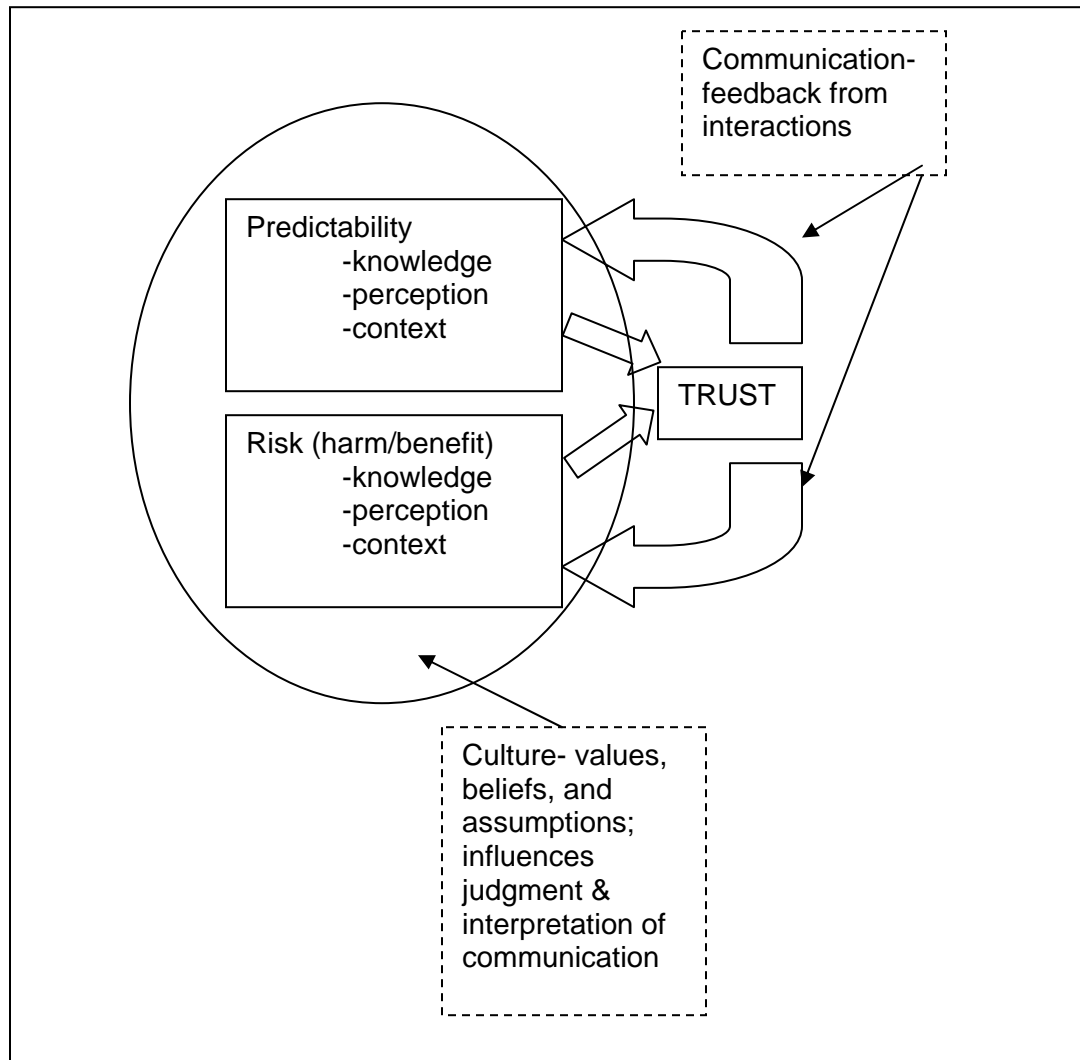 Communication-
feedback from
interactions
Predictability
-knowledge
-perception
-context
TRUST
Risk (harm/benefit)
-knowledge
-perception
-context
Culture- values,
beliefs, and
assumptions;
influences
judgment &
interpretation of
communication